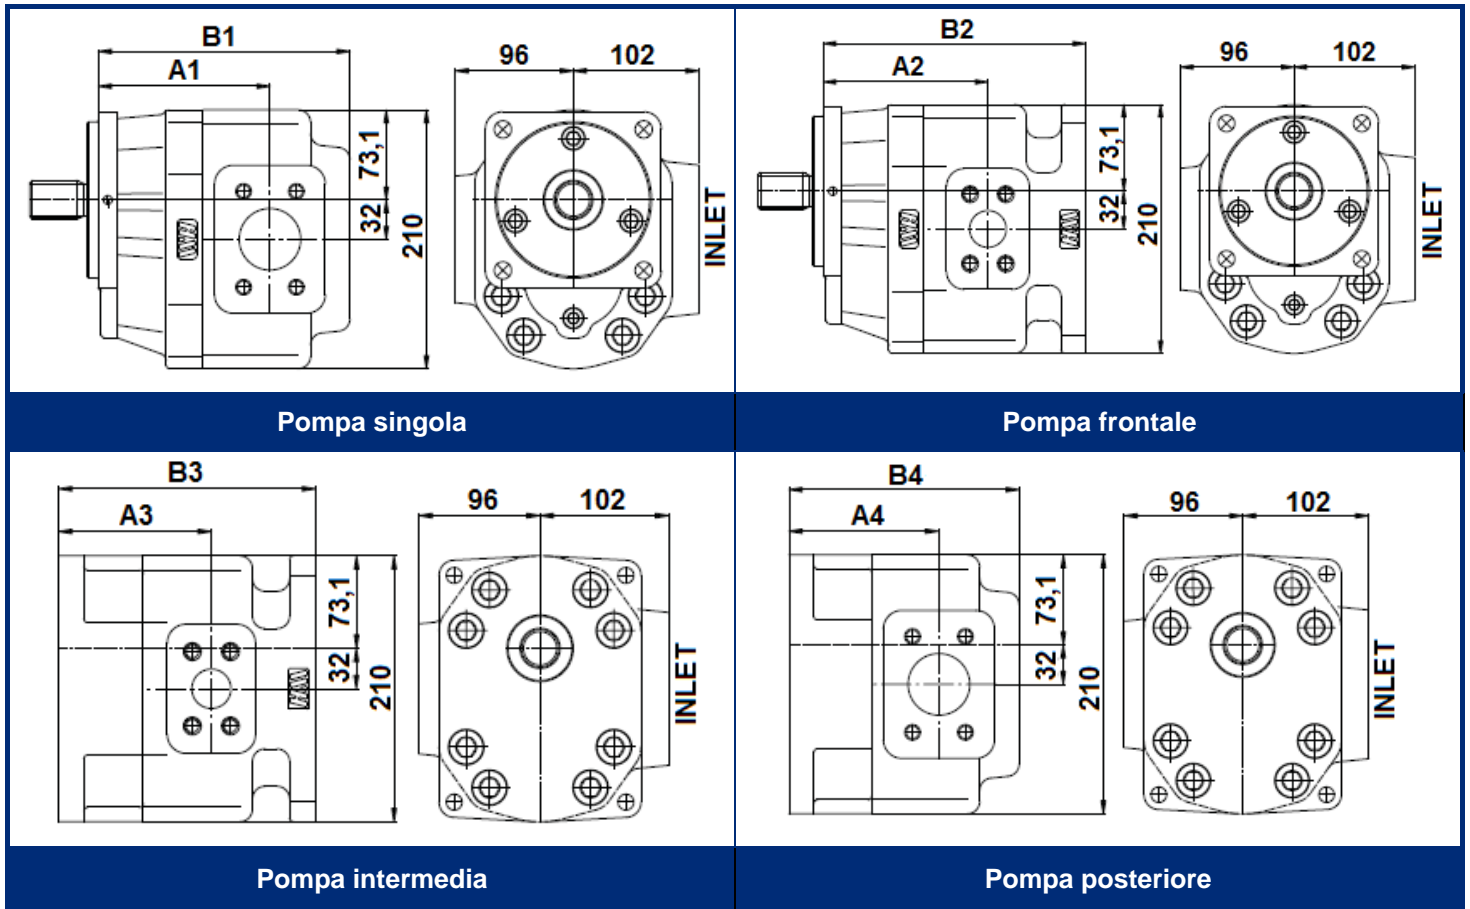 B1
A1
73,1
32
210
96
102
INLET
B2
A2
73,1
32
210
96
102
INLET
Pompa singola
Pompa frontale
B3
A3
73,1
32
210
96
102
INLET
B4
A4
73,1
32
210
96
102
INLET
Pompa intermedia
Pompa posteriore